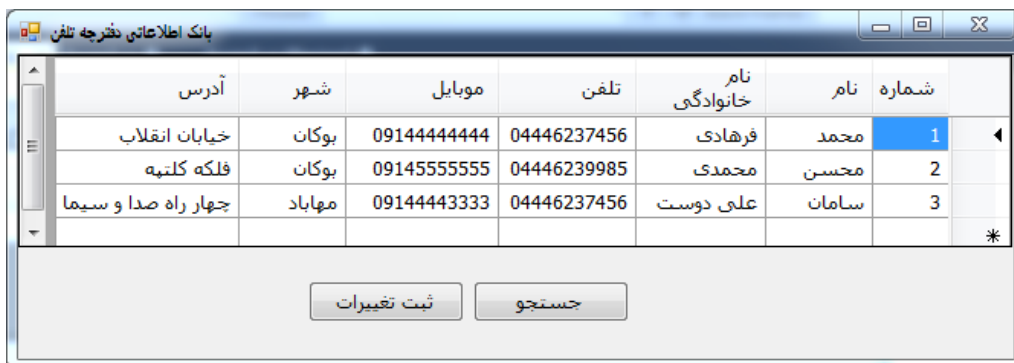 بانک اطلاعاتی دفترچه تلفن
شماره نام نام خانوادگی تلفن موبایل شهر آدرس
1 محمد فرهادی 04446237456 09144444444 بوکان خیابان انقلاب
2 محسن محمدی 04446239985 09145555555 بوکان فلکه کلتپه
3 سامان علی دوست 04446237456 09144443333 مهاباد چهار راه صدا و سیما
جستجو ثبت تغییرات